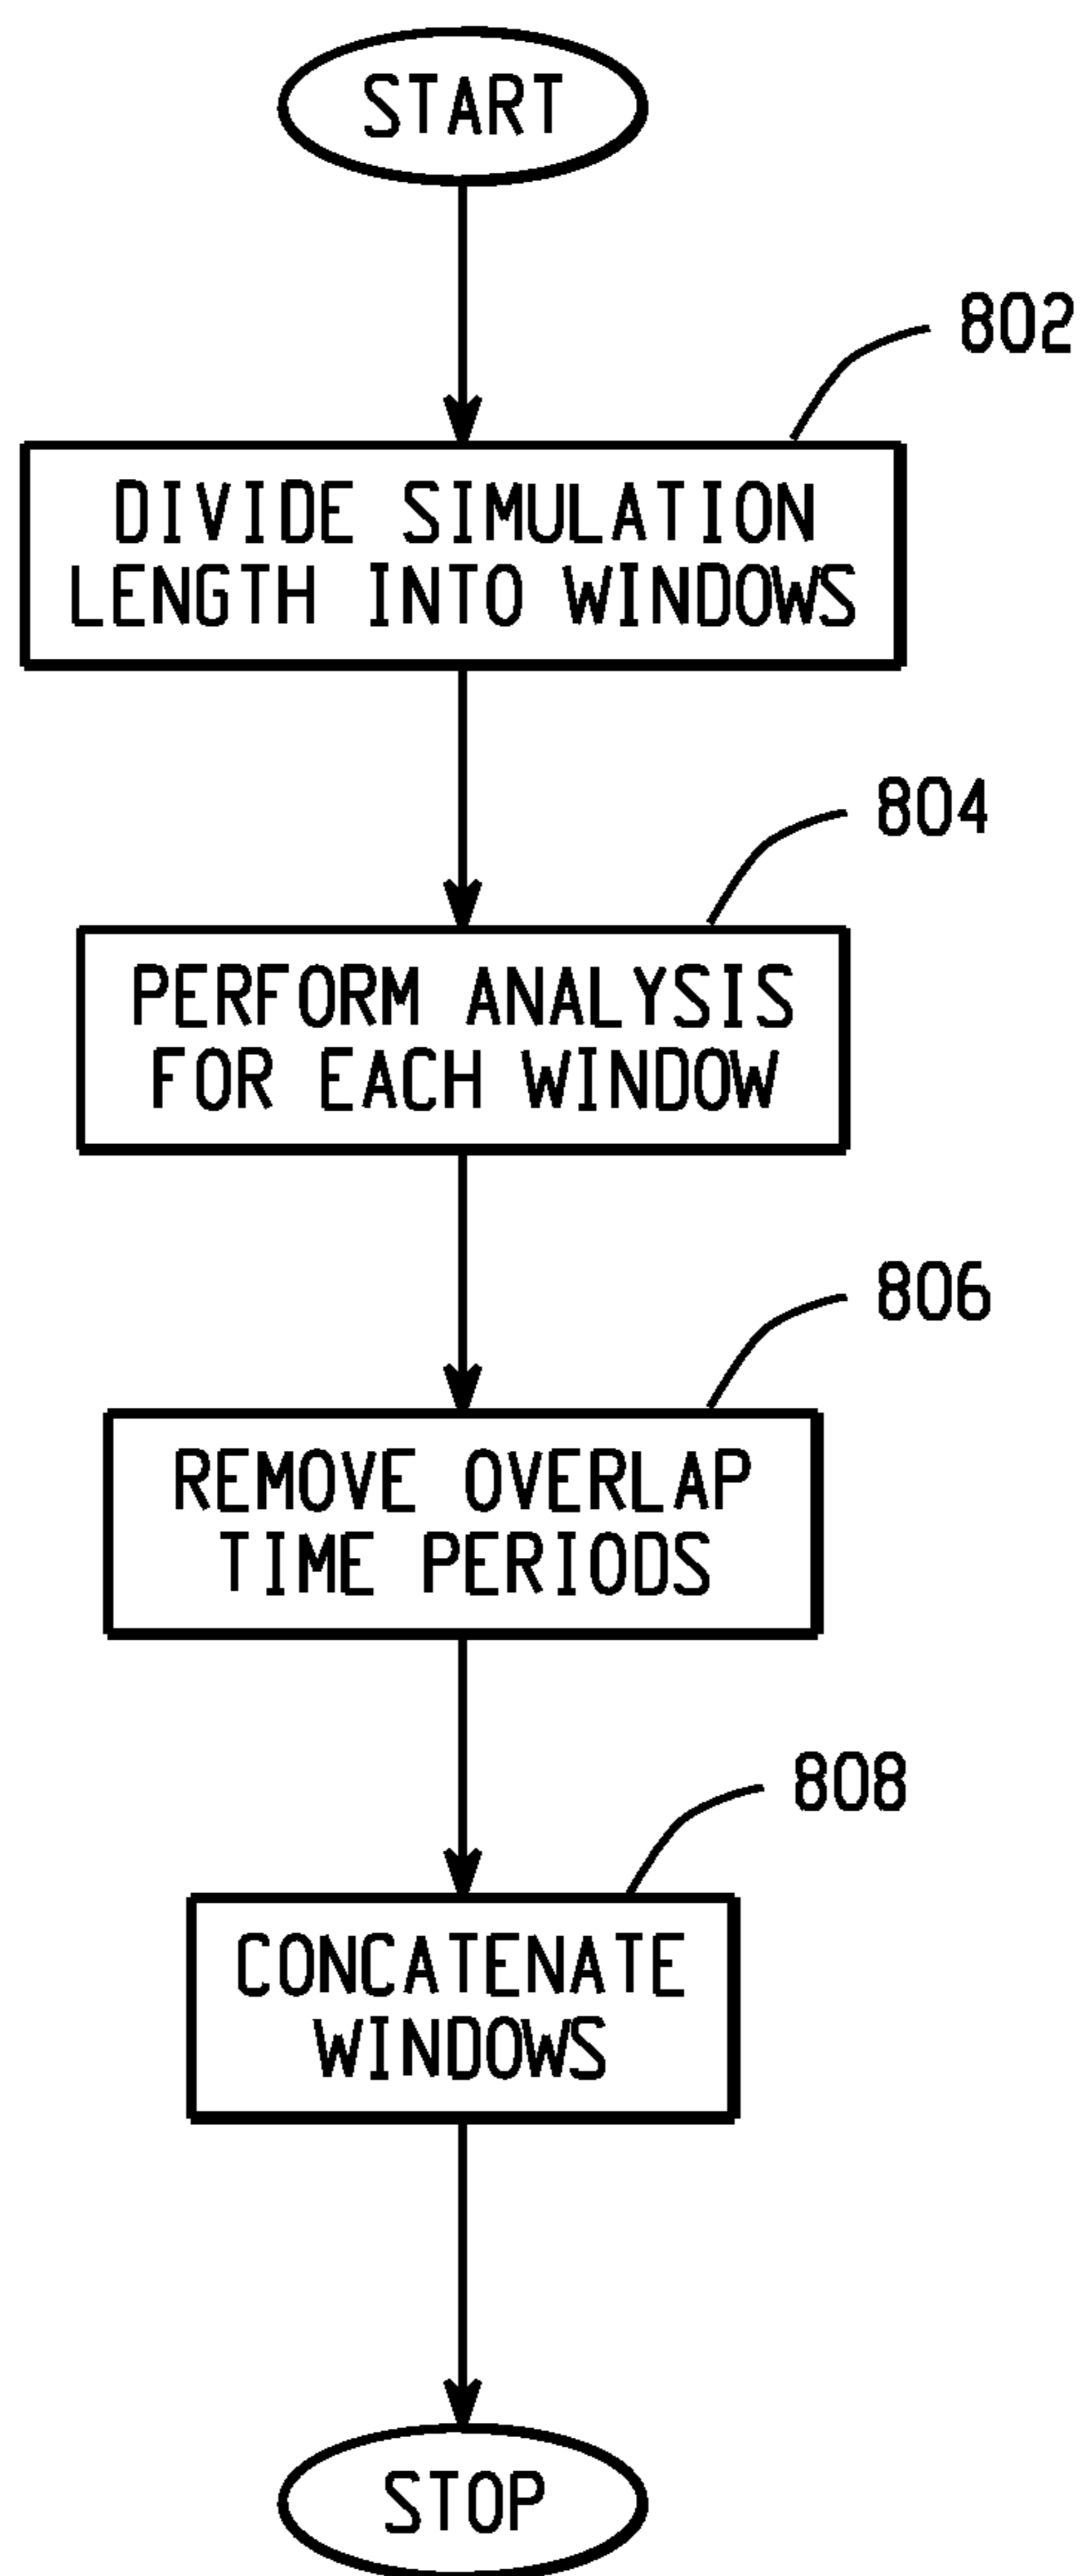 START
802
DIVIDE SIMULATION
LENGTH INTO WINDOWS
804
PERFORM ANALYSIS
FOR EACH WINDOW
806
REMOVE OVERLAP
TIME PERIODS
808
CONCATENATE
WINDOWS
STOP